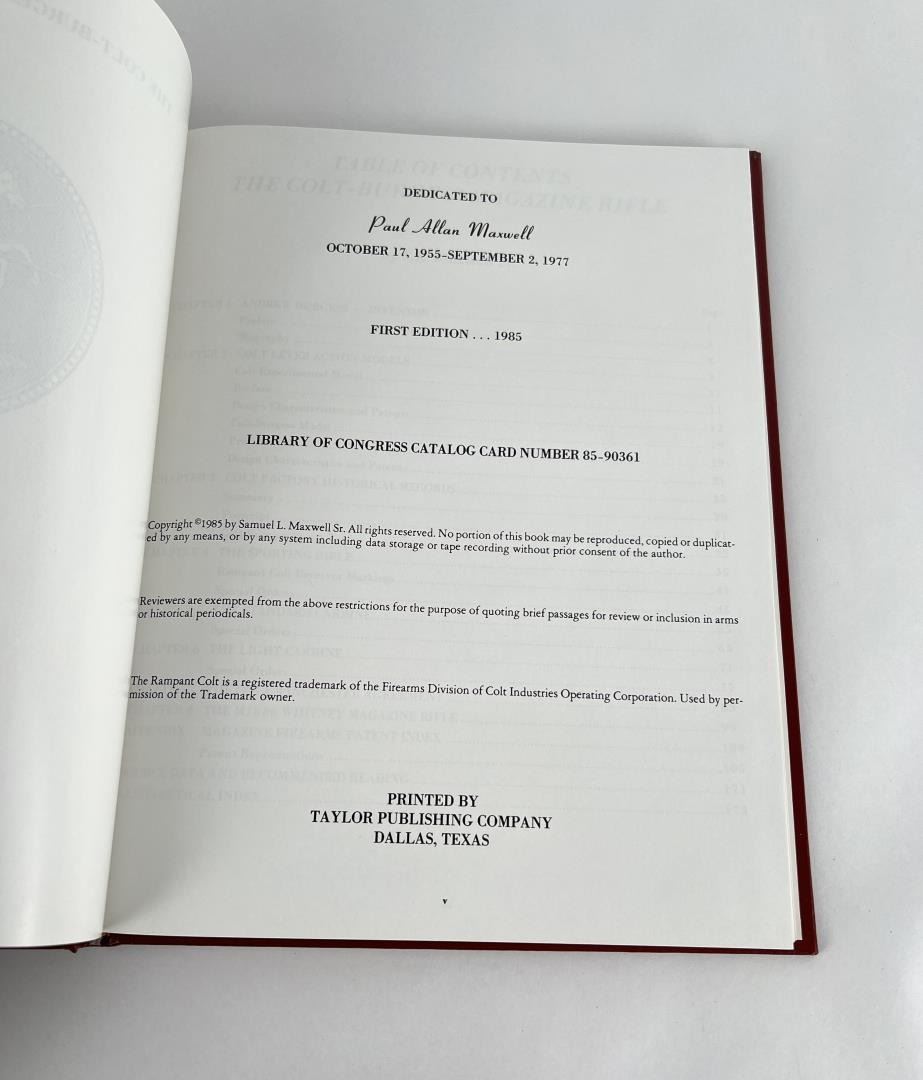 DEDICATED TO
Paul Allan Maxwell
OCTOBER 17, 1955-SEPTEMBER 2, 1977
FIRST EDITION . . . 1985
LIBRARY OF CONGRESS CATALOG CARD NUMBER 85-90361
Copyright ©1985 by Samuel L. Maxwell Sr. All rights reserved. No portion of this book may be reproduced, copied or duplicat-
ed by any means, or by any system including data storage or tape recording without prior consent of the author.
Reviewers are exempted from the above restrictions for the purpose of quoting brief passages for review or inclusion in arms
or historical periodicals.
The Rampant Colt is a registered trademark of the Firearms Division of Colt Industries Operating Corporation. Used by per-
mission of the Trademark owner.
PRINTED BY
TAYLOR PUBLISHING COMPANY
DALLAS, TEXAS
v